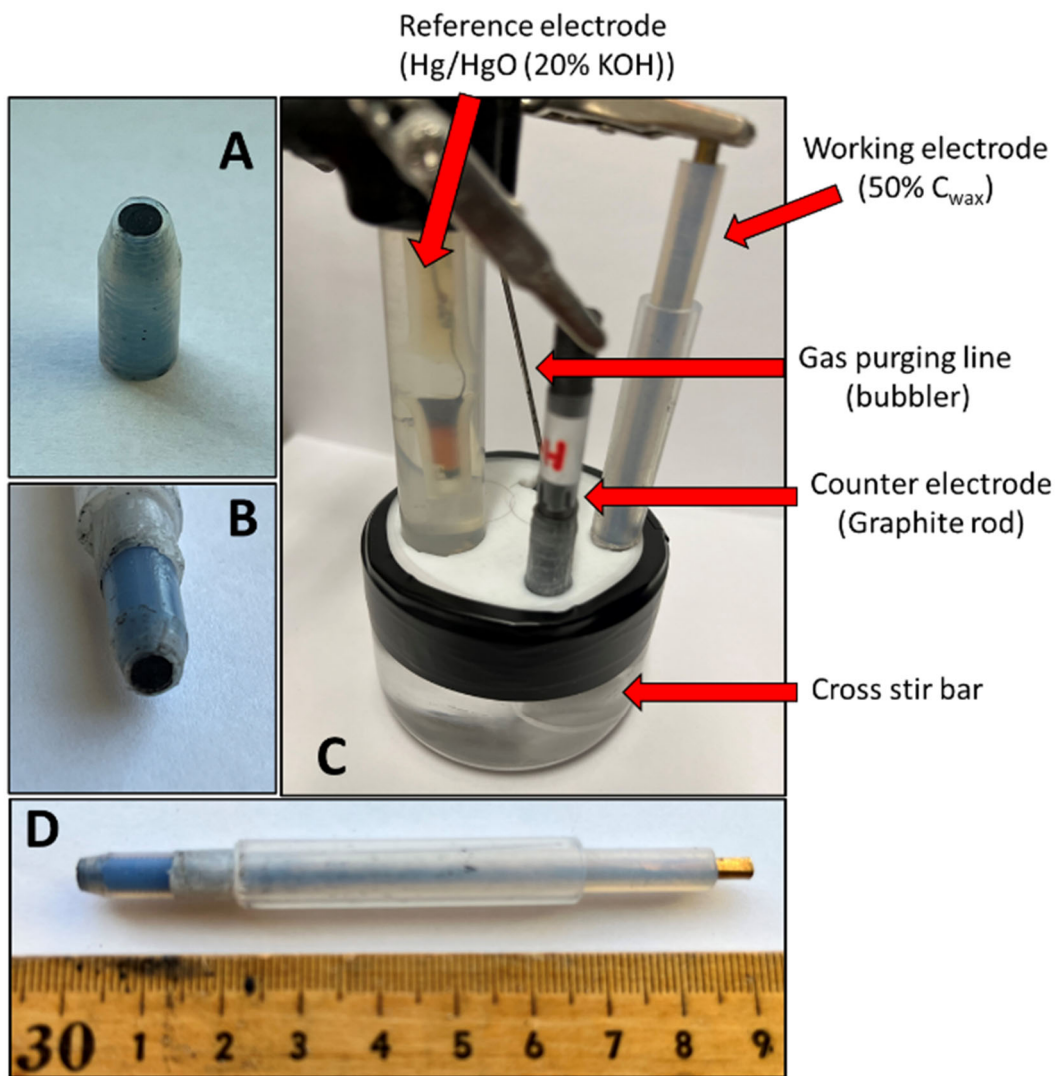 Reference electrode
(Hg/HgO (20% KOH))
A
Working electrode
(50% Cwax)
Gas purging line
(bubbler)
H
Counter electrode
(Graphite rod)
B
Cross stir bar
C
D
30 1 2 3 4 5 6 7 8 9